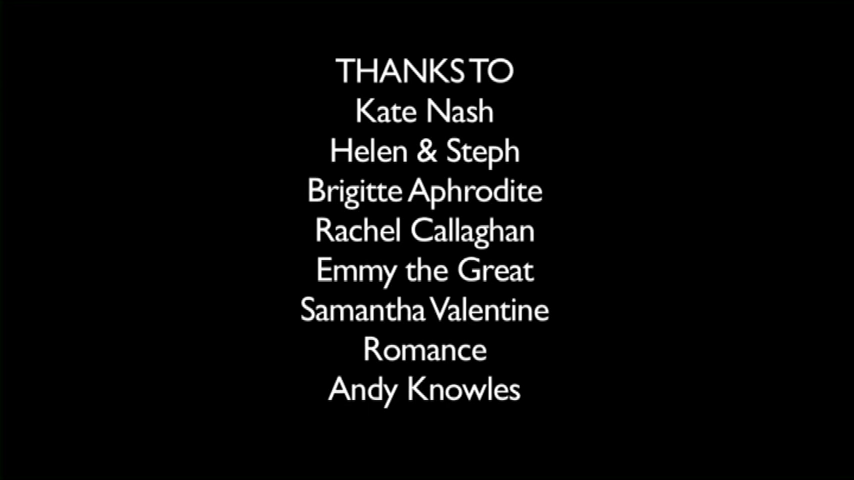 THANKS TO
Kate Nash
Helen & Steph
Brigitte Aphrodite
Rachel Callaghan
Emmy the Great
Samantha Valentine
Romance
Andy Knowles